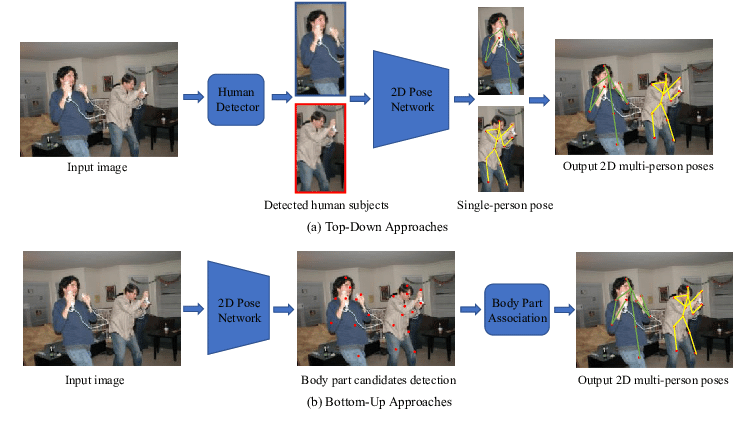 Human
Detector
2D Pose
Network
Input image
Output 2D multi-person poses
Detected human subjects
Single-person pose
(a) Top-Down Approaches
2D Pose
Network
Body Part
Association
Input image
Body part candidates detection
Output 2D multi-person poses
(b) Bottom-Up Approaches